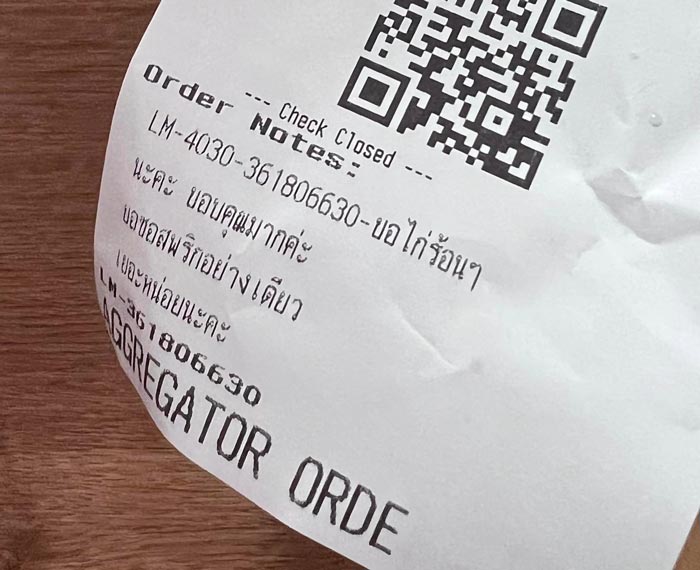 --- Check Closed ---
Order Notes:
LM-4030-361806630-ขอไก่ร้อนๆ
นะคะ ขอบคุณมากค่ะ
ขอซอสพริกอย่างเดียว
เยอะหน่อยนะคะ
LM-361806630
AGGREGATOR ORDE